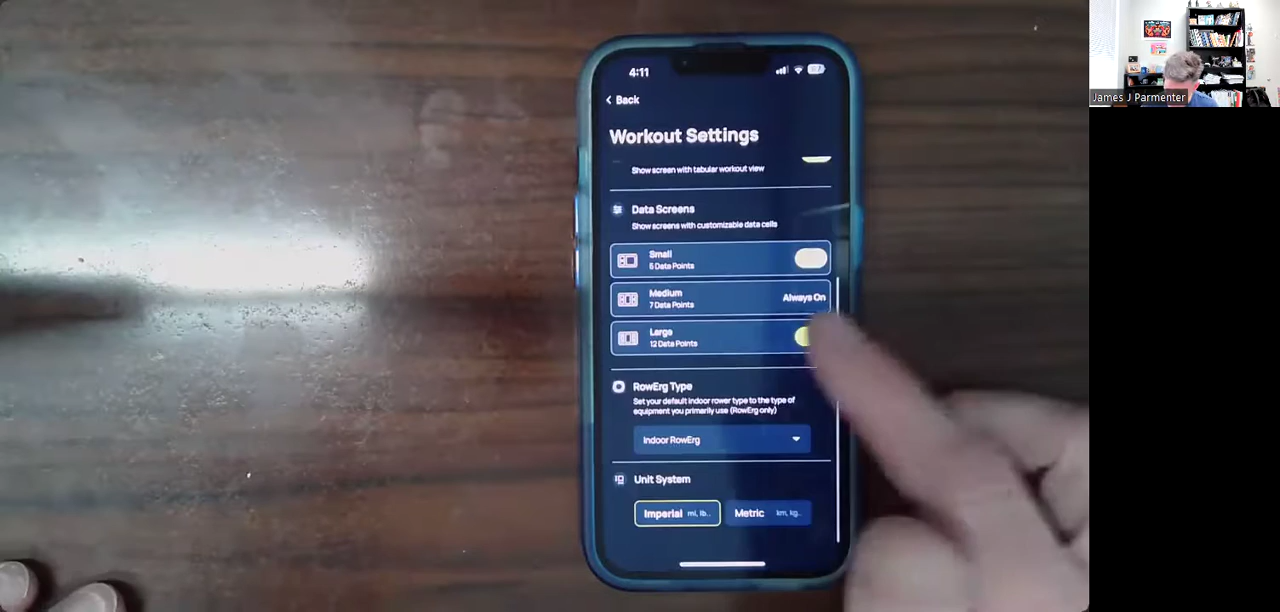 4:11
Back
Workout Settings
Show screen with tabular workout view
Data Screens
Show screens with customizable data cells
Small
5 Data Points
Medium
7 Data Points
Always On
Large
12 Data Points
RowErg Type
Set your default indoor rower type to the type of
equipment you primarily use (RowErg only)
Indoor RowErg
Unit System
Imperial mi, lb..
Metric km, kg..
James J Parmenter